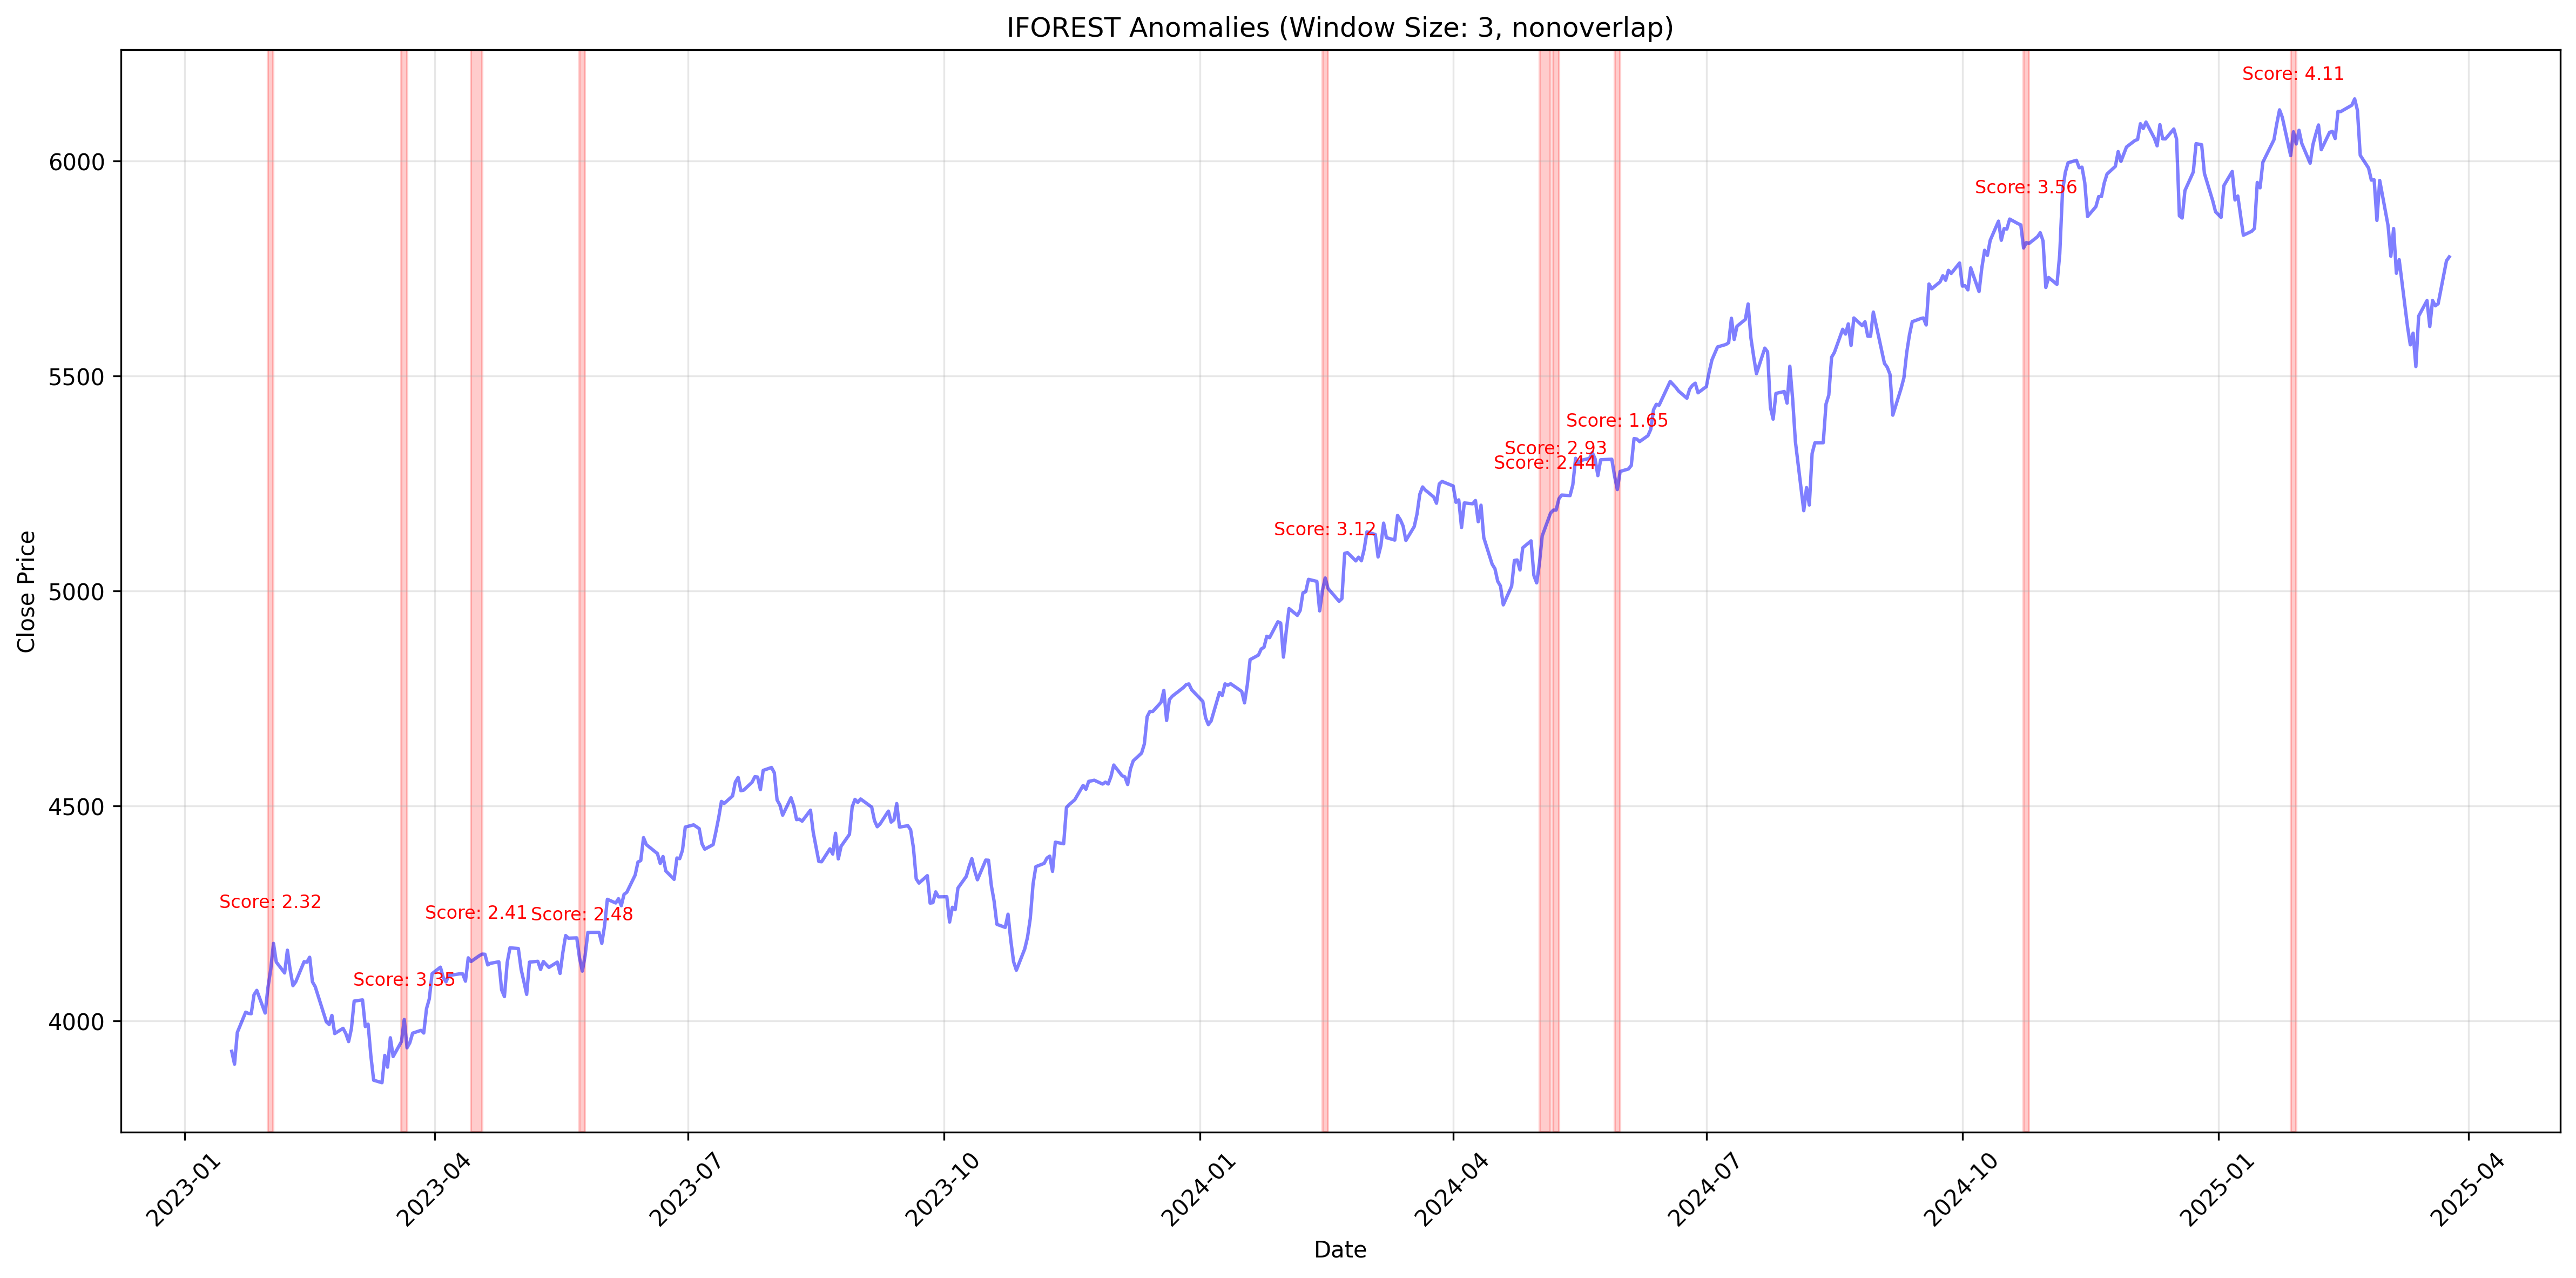 IFOREST Anomalies (Window Size: 3, nonoverlap)
Score: 4.11
6000
Score: 3.56
5500
Score: 1.65
Score: 2.93
Score: 2.44
5000
Score: 3.12
Close Price
4500
Score: 2.32
Score: 2.41
Score: 2.48
Score: 3.35
4000
2023-01
2023-04
2023-07
2023-10
2024-01
2024-04
2024-07
2024-10
2025-01
2025-04
Date